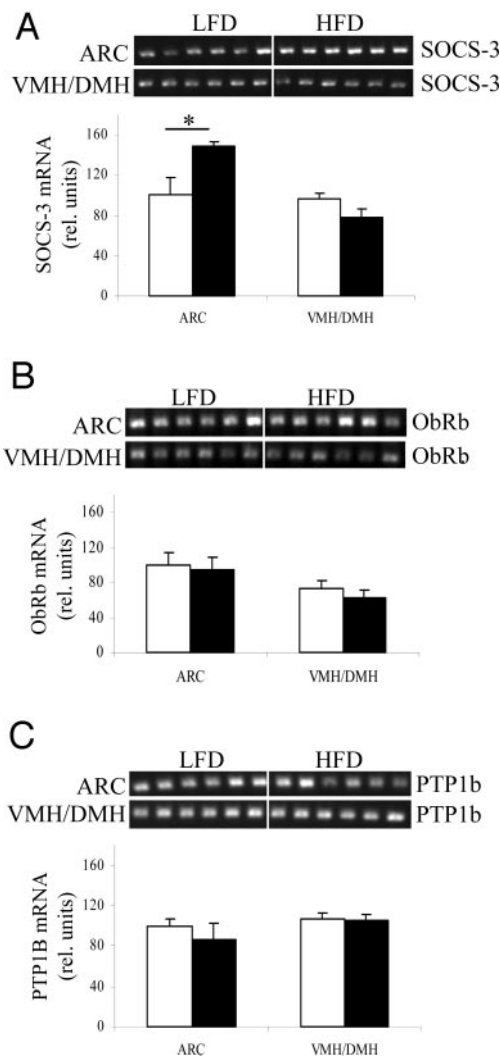 A
LFD HFD
ARC SOCS-3
VMH/DMH SOCS-3
*
SOCS-3 mRNA
(rel. units)
160
120
80
40
0
ARC VMH/DMH
B
LFD HFD
ARC ObRb
VMH/DMH ObRb
ObRb mRNA
(rel. units)
160
120
80
40
0
ARC VMH/DMH
C
LFD HFD
ARC PTP1b
VMH/DMH PTP1b
PTP1B mRNA
(rel. units)
160
120
80
40
0
ARC VMH/DMH